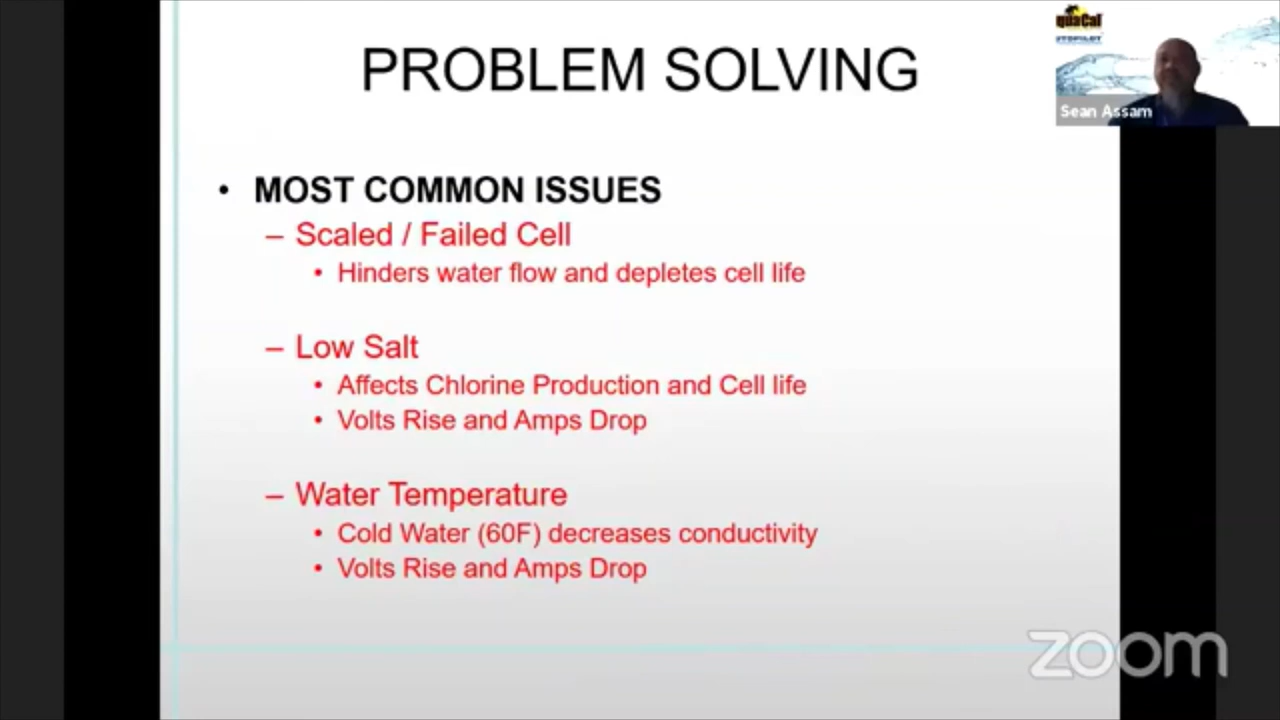 PROBLEM SOLVING
• MOST COMMON ISSUES
– Scaled / Failed Cell
• Hinders water flow and depletes cell life
– Low Salt
• Affects Chlorine Production and Cell life
• Volts Rise and Amps Drop
– Water Temperature
• Cold Water (60F) decreases conductivity
• Volts Rise and Amps Drop
quaCal
UTOPILOT
Sean Assam
zoom